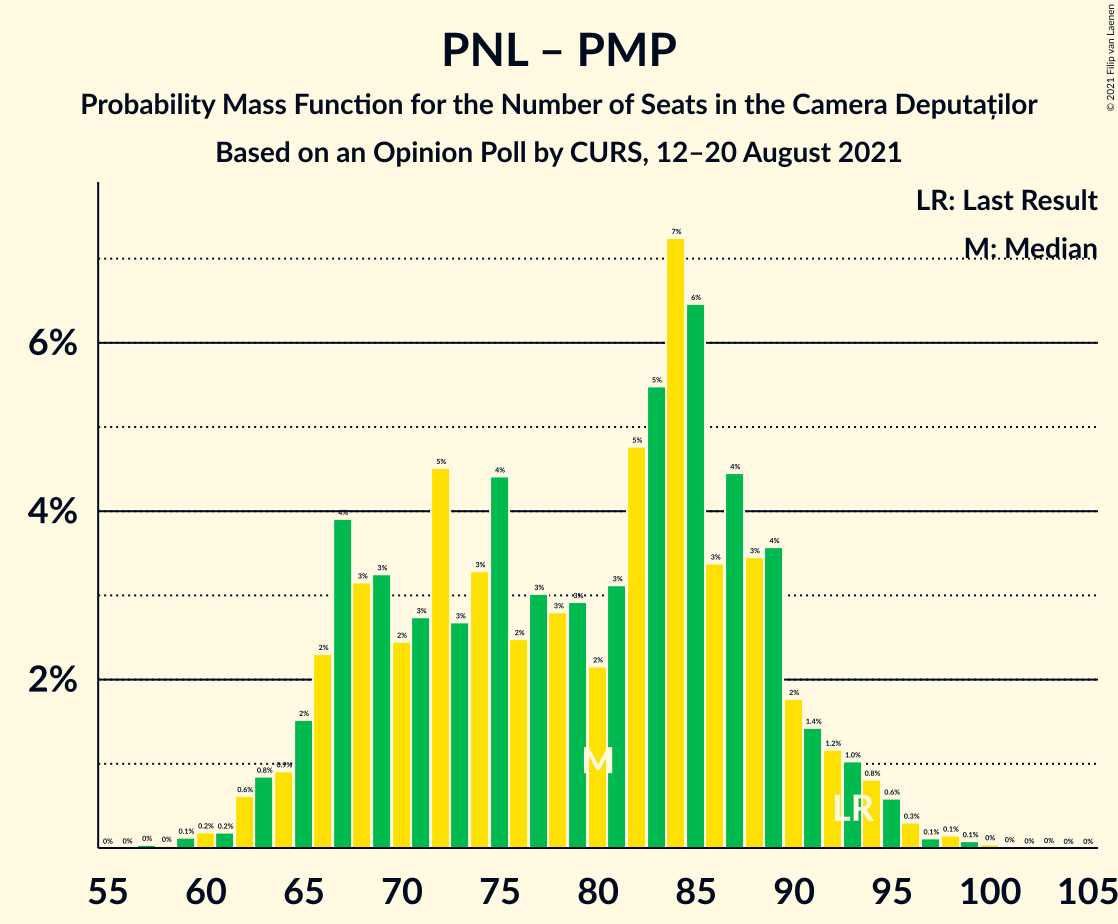 PNL – PMP
Probability Mass Function for the Number of Seats in the Camera Deputaților
Based on an Opinion Poll by CURS, 12–20 August 2021
© 2021 Filip van Laenen
LR: Last Result
M: Median
6%
4%
2%
0% 0% 0% 0% 0.1% 0.2% 0.2% 0.6% 0.8% 0.9% 2% 2% 4% 3% 3% 2% 3% 5% 3% 3% 4% 2% 3% 3% 3% 2% 3% 5% 5% 7% 6% 3% 4% 3% 4% 2% 1.4% 1.2% 1.0% 0.8% 0.6% 0.3% 0.1% 0.1% 0.1% 0% 0% 0% 0% 0% 0%
M
LR
55 60 65 70 75 80 85 90 95 100 105